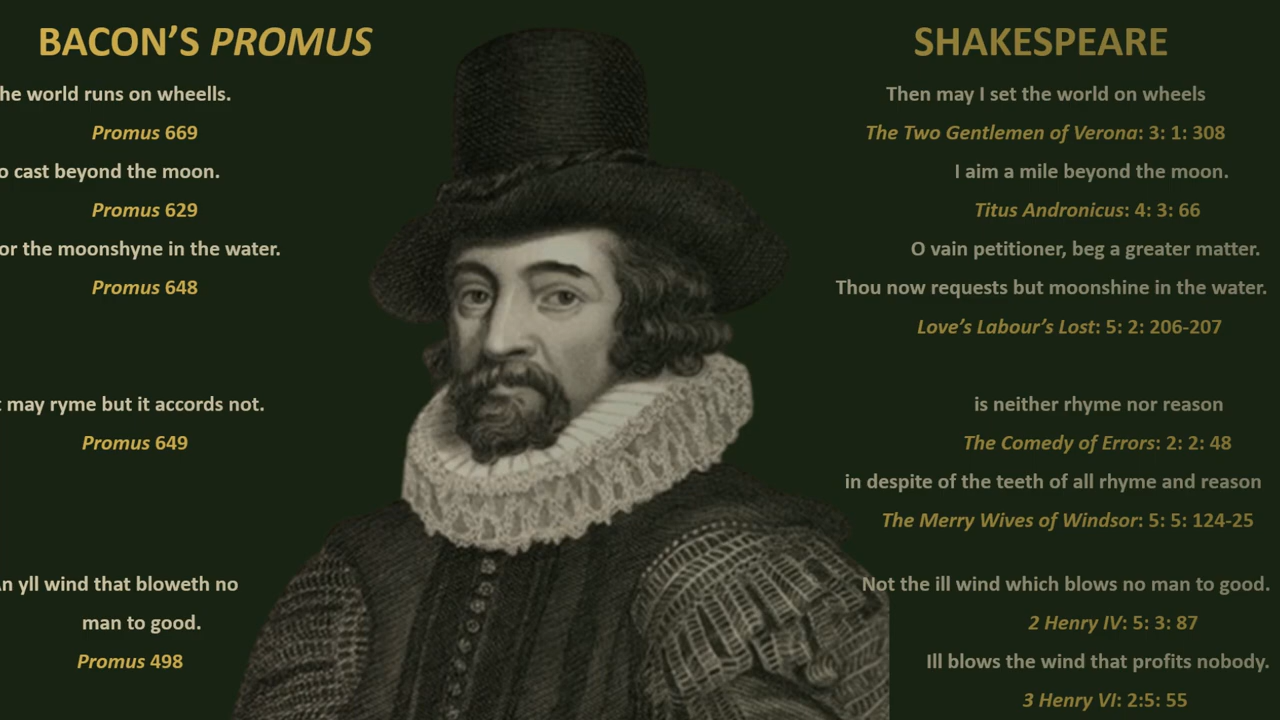 BACON'S PROMUS
he world runs on wheells.
Promus 669
o cast beyond the moon.
Promus 629
or the moonshyne in the water.
Promus 648
may ryme but it accords not.
Promus 649
n yll wind that bloweth no
man to good.
Promus 498
SHAKESPEARE
Then may I set the world on wheels
The Two Gentlemen of Verona: 3: 1: 308
I aim a mile beyond the moon.
Titus Andronicus: 4: 3: 66
O vain petitioner, beg a greater matter.
Thou now requests but moonshine in the water.
Love's Labour's Lost: 5: 2: 206-207
is neither rhyme nor reason
The Comedy of Errors: 2: 2: 48
in despite of the teeth of all rhyme and reason
The Merry Wives of Windsor: 5: 5: 124-25
Not the ill wind which blows no man to good.
2 Henry IV: 5: 3: 87
Ill blows the wind that profits nobody.
3 Henry VI: 2:5: 55